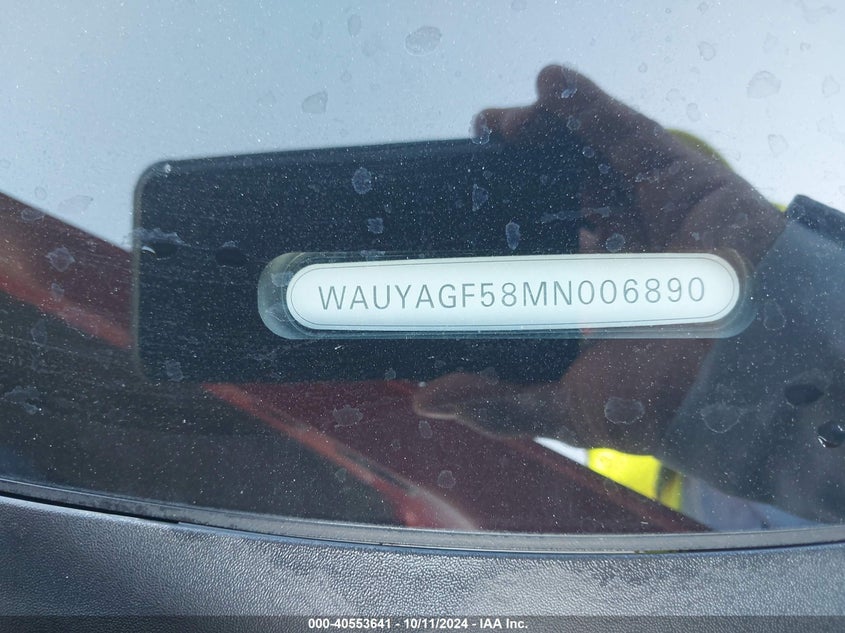 WAUYAGF58MN006890
000-40553641 - 10/11/2024 - IAA Inc.